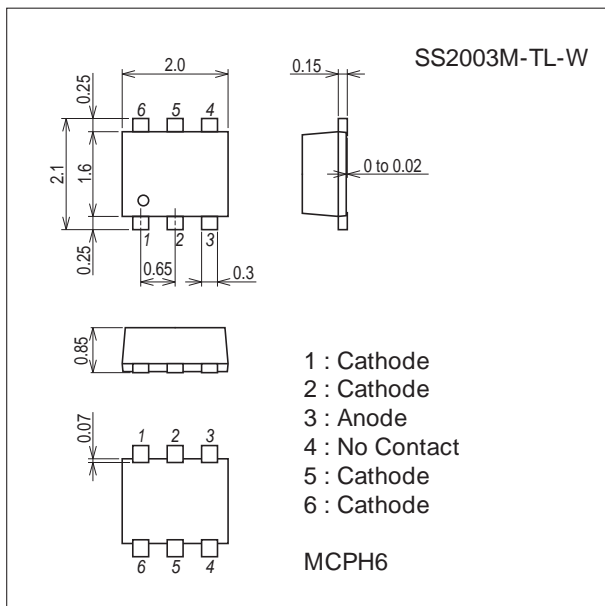 SS2003M-TL-W
2.0
0.15
0.25
6 5 4
2.1
1.6
0 to 0.02
0.25
1 2 3
0.65
0.3
0.85
1 : Cathode
2 : Cathode
3 : Anode
4 : No Contact
5 : Cathode
6 : Cathode
0.07
1 2 3
6 5 4
MCPH6